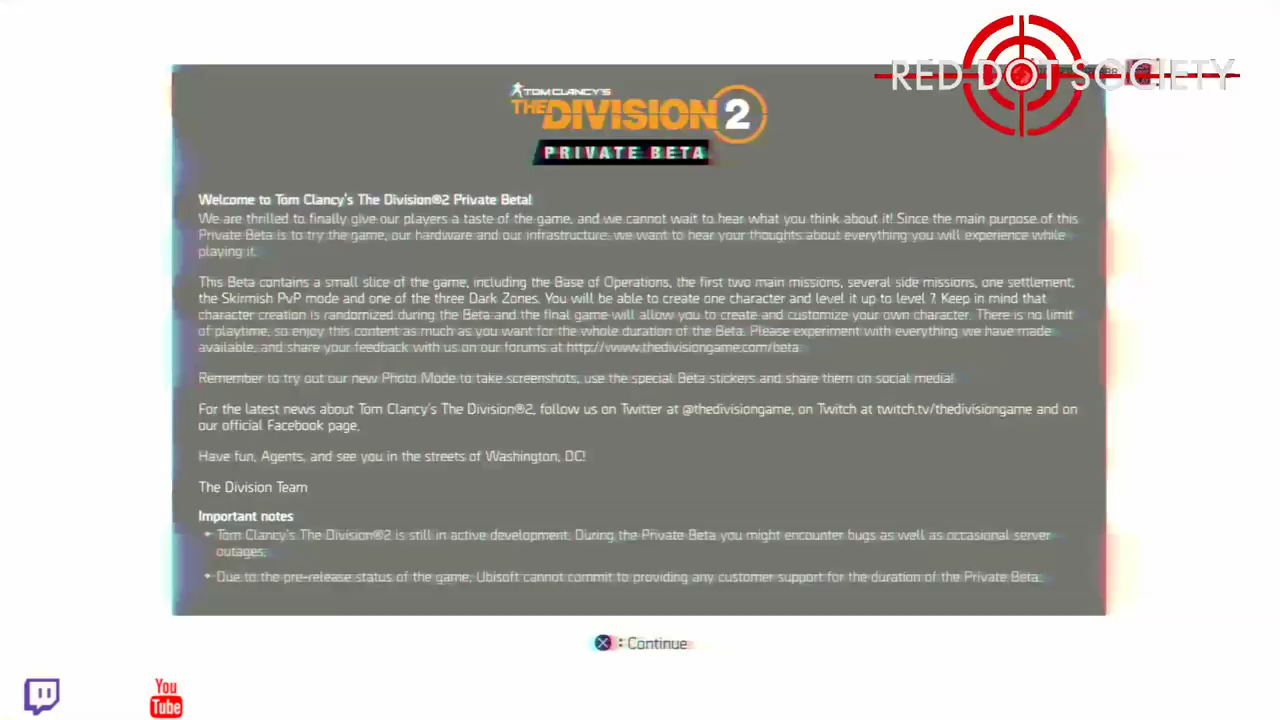 RED DOT SOCIETY
TOM CLANCY'S
THE DIVISION 2
PRIVATE BETA
Welcome to Tom Clancy's The Division®2 Private Beta!
We are thrilled to finally give our players a taste of the game, and we cannot wait to hear what you think about it! Since the main purpose of this
Private Beta is to try the game, our hardware and our infrastructure, we want to hear your thoughts about everything you will experience while
playing it.
This Beta contains a small slice of the game, including the Base of Operations, the first two main missions, several side missions, one settlement,
the Skirmish PvP mode and one of the three Dark Zones. You will be able to create one character and level it up to level 7. Keep in mind that
character creation is randomized during the Beta and the final game will allow you to create and customize your own character. There is no limit
of playtime, so enjoy this content as much as you want for the whole duration of the Beta. Please experiment with everything we have made
available, and share your feedback with us on our forums at http://www.thedivisiongame.com/beta.
Remember to try out our new Photo Mode to take screenshots, use the special Beta stickers and share them on social media!
For the latest news about Tom Clancy's The Division®2, follow us on Twitter at @thedivisiongame, on Twitch at twitch.tv/thedivisiongame and on
our official Facebook page.
Have fun, Agents, and see you in the streets of Washington, DC!
The Division Team
Important notes
• Tom Clancy's The Division®2 is still in active development. During the Private Beta you might encounter bugs as well as occasional server
outages.
• Due to the pre-release status of the game, Ubisoft cannot commit to providing any customer support for the duration of the Private Beta.
: Continue
You
Tube